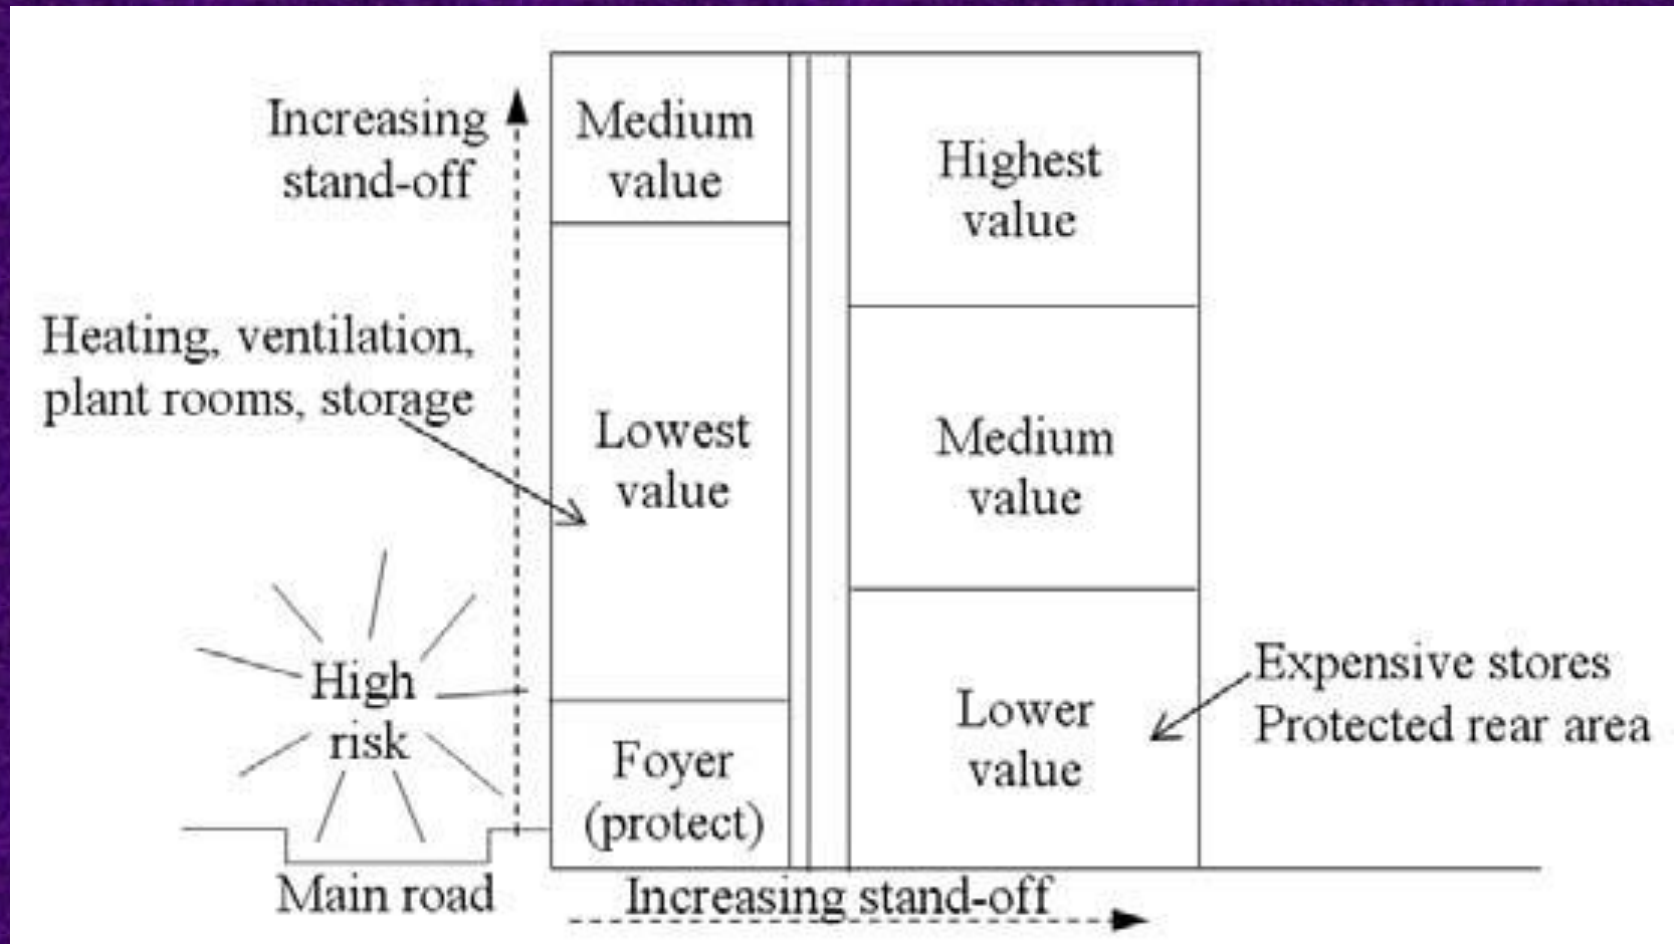 Increasing
stand-off
Medium
value
Highest
value
Heating, ventilation,
plant rooms, storage
Lowest
value
Medium
value
High
risk
Foyer
(protect)
Lower
value
Expensive stores
Protected rear area
Main road
Increasing stand-off